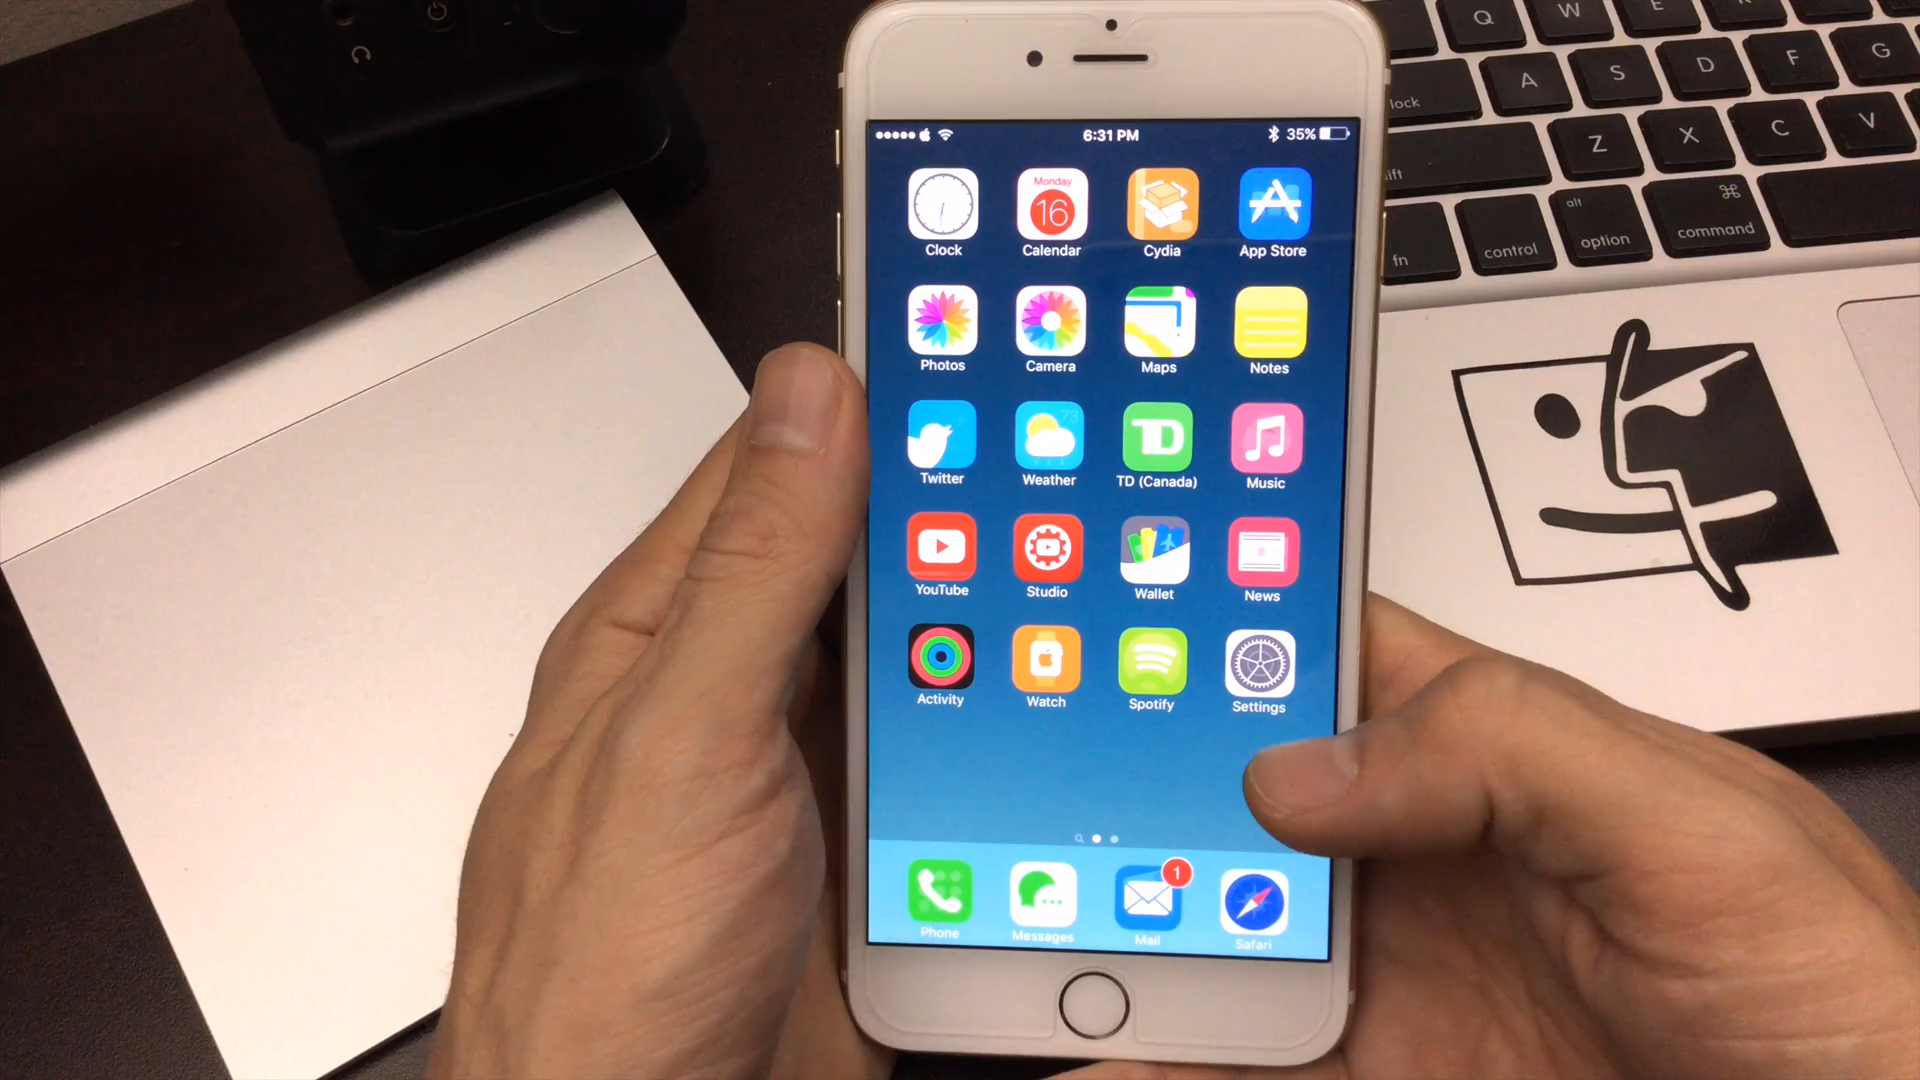 6:31 PM
35%
Monday
16
Clock
Calendar
Cydia
App Store
Photos
Camera
Maps
Notes
73
TD
Twitter
Weather
TD (Canada)
Music
YouTube
Studio
Wallet
News
Activity
Watch
Spotify
Settings
1
Phone
Messages
Mail
Safari
Q
W
E
lock
A
S
D
F
G
Z
X
C
V
fn
control
alt
option
⌘
command